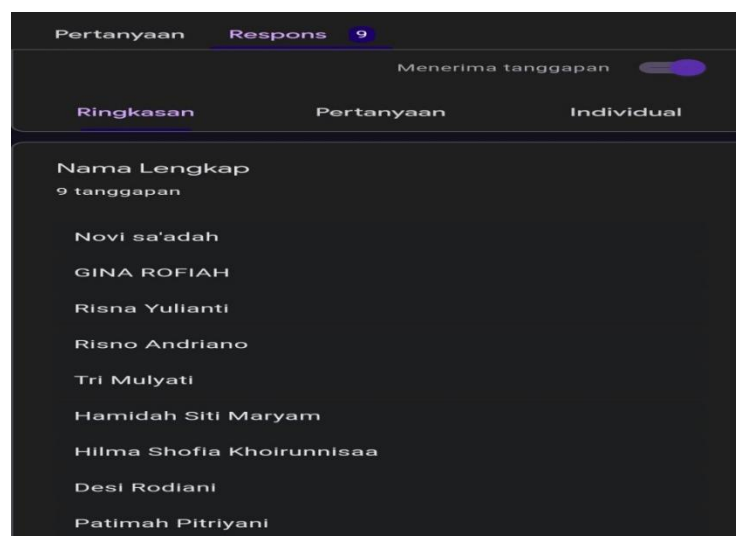 Pertanyaan Respons 9
Menerima tanggapan
Ringkasan Pertanyaan Individual
Nama Lengkap
9 tanggapan
Novi sa'adah
GINA ROFIAH
Risna Yulianti
Risno Andriano
Tri Mulyati
Hamidah Siti Maryam
Hilma Shofia Khoirunnisaa
Desi Rodiani
Patimah Pitriyani